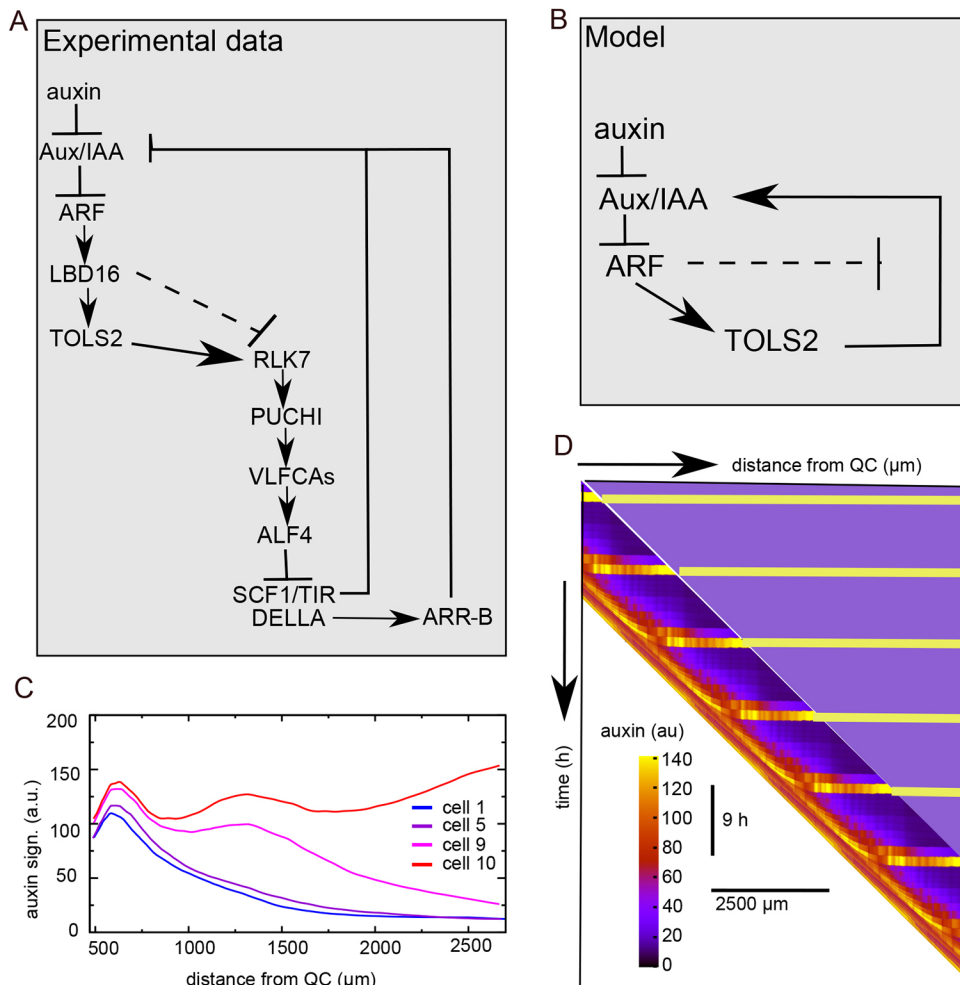 A
Experimental data
auxin
Aux/IAA
ARF
LBD16
TOLS2
RLK7
PUCHI
VLFCAs
ALF4
SCF1/TIR
DELLA
ARR-B
B
Model
auxin
Aux/IAA
ARF
TOLS2
C
200
150
100
50
0
auxin sign. (a.u.)
cell 1
cell 5
cell 9
cell 10
500
1000
1500
2000
2500
distance from QC (µm)
D
distance from QC (µm)
time (h)
auxin (au)
140
120
100
80
60
40
20
0
9 h
2500 µm